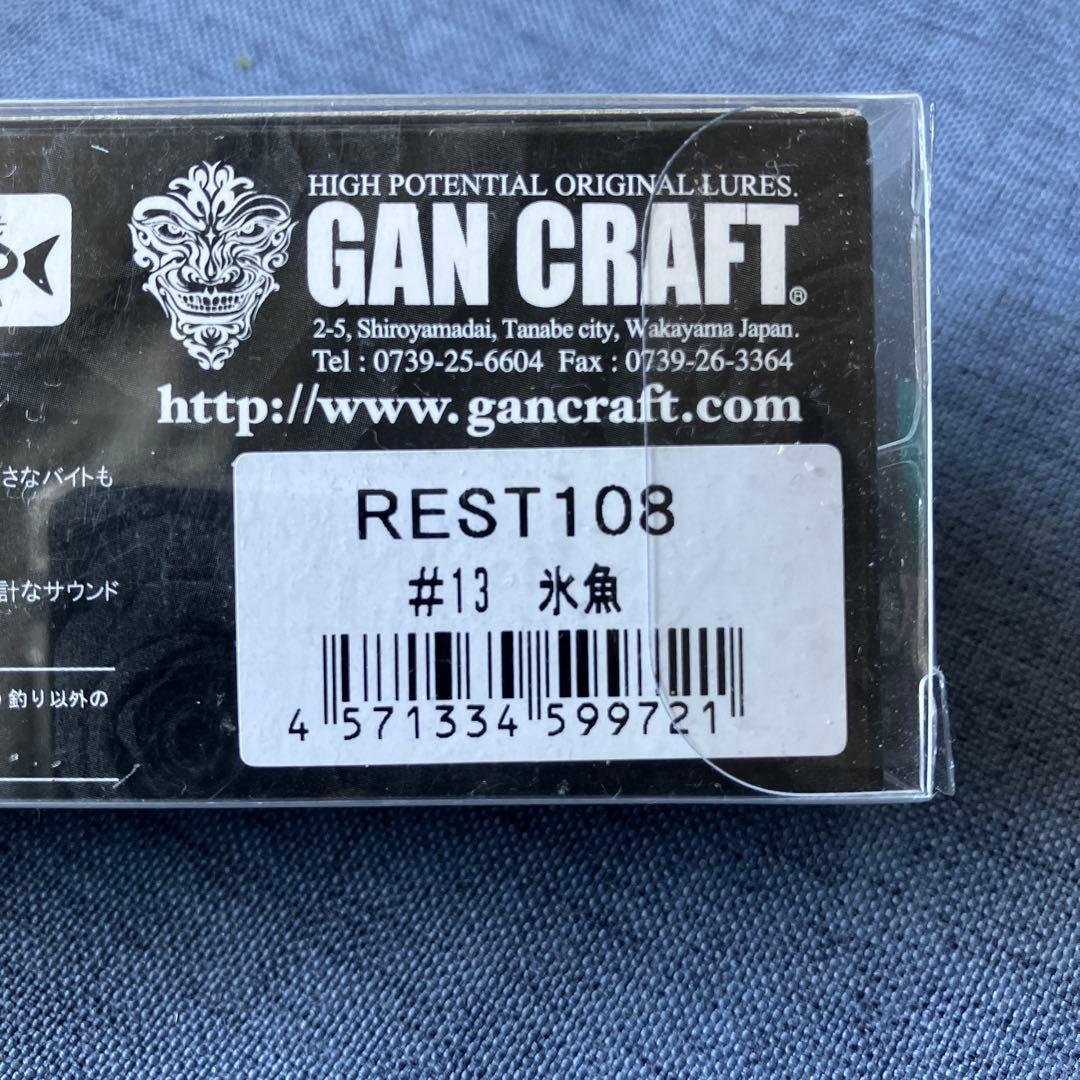 HIGH POTENTIAL ORIGINAL LURES.
GAN CRAFT®
2-5, Shiroyamadai, Tanabe city, Wakayama Japan.
Tel : 0739-25-6604 Fax : 0739-26-3364
http://www.gancraft.com
さなバイトも
計なサウンド
釣り以外の
REST108
#13 氷魚
4 571334 599721